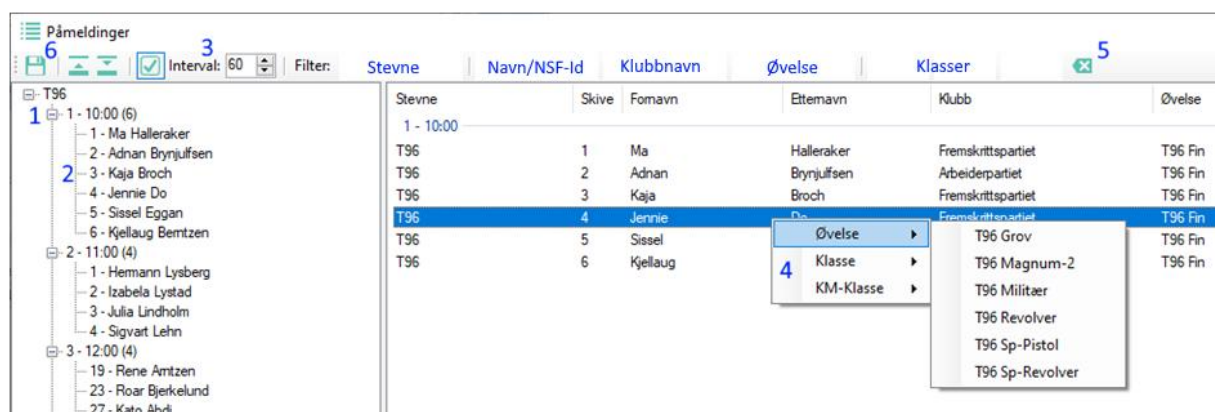 Påmeldinger
6 3 5
Interval: 60 Filter: Stevne Navn/NSF-Id Klubbnavn Øvelse Klasser
T96
1 1 - 10:00 (6)
1 - Ma Halleraker
2 - Adnan Brynjulfsen
2 3 - Kaja Broch
4 - Jennie Do
5 - Sissel Eggan
6 - Kjellaug Berntzen
2 - 11:00 (4)
1 - Hemann Lysberg
2 - Izabela Lystad
3 - Julia Lindholm
4 - Sigvart Lehn
3 - 12:00 (4)
19 - Rene Arntzen
23 - Roar Bjerkelund
27 - Kato Abdi
Stevne Skive Fornavn Etternavn Klubb Øvelse
1 - 10:00
T96 1 Ma Halleraker Fremskrittspartiet T96 Fin
T96 2 Adnan Brynjulfsen Arbeiderpartiet T96 Fin
T96 3 Kaja Broch Fremskrittspartiet T96 Fin
T96 4 Jennie Do Fremskrittspartiet T96 Fin
T96 5 Sissel T96 Fin
T96 6 Kjellaug T96 Fin
Øvelse
4 Klasse
KM-Klasse
T96 Grov
T96 Magnum-2
T96 Militær
T96 Revolver
T96 Sp-Pistol
T96 Sp-Revolver